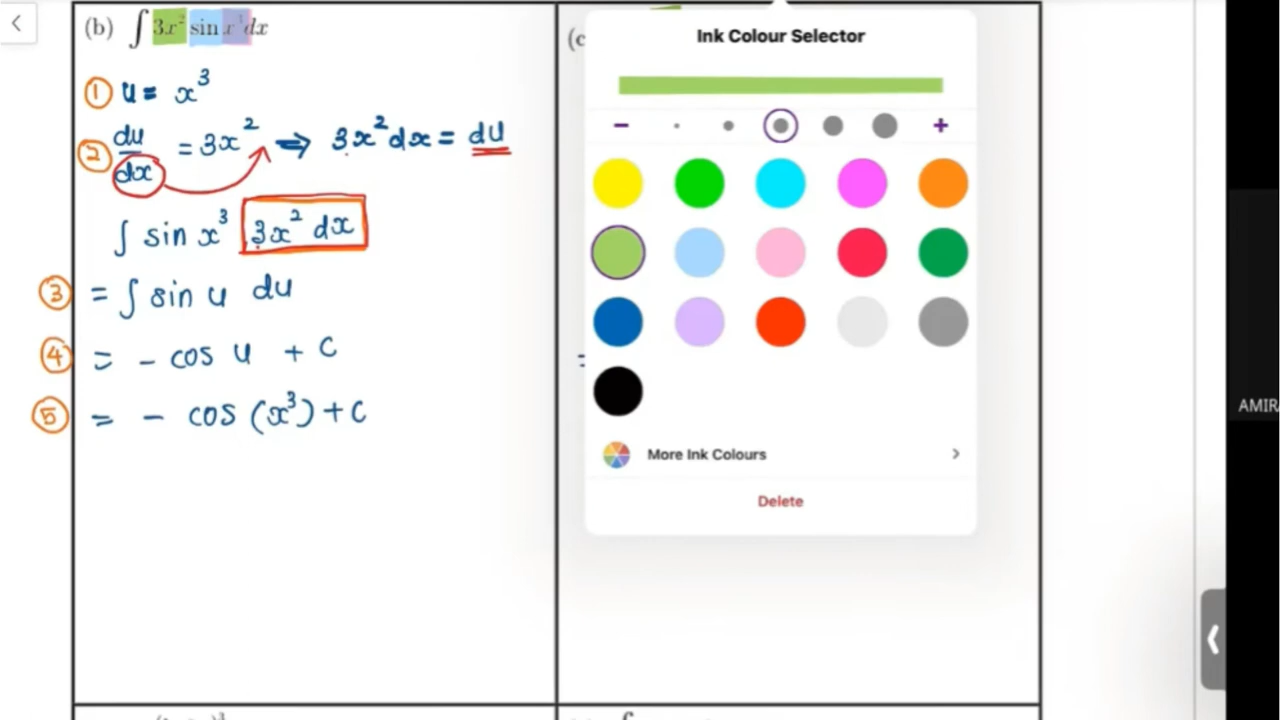 (b) ∫ 3x² sin x³ dx
① u = x³
② du/dx = 3x² ⇒ 3x² dx = du
∫ sin x³ 3x² dx
③ = ∫ sin u du
④ = - cos u + c
⑤ = - cos (x³) + c
(c
=
Ink Colour Selector
- +
More Ink Colours >
Delete
AMIRA